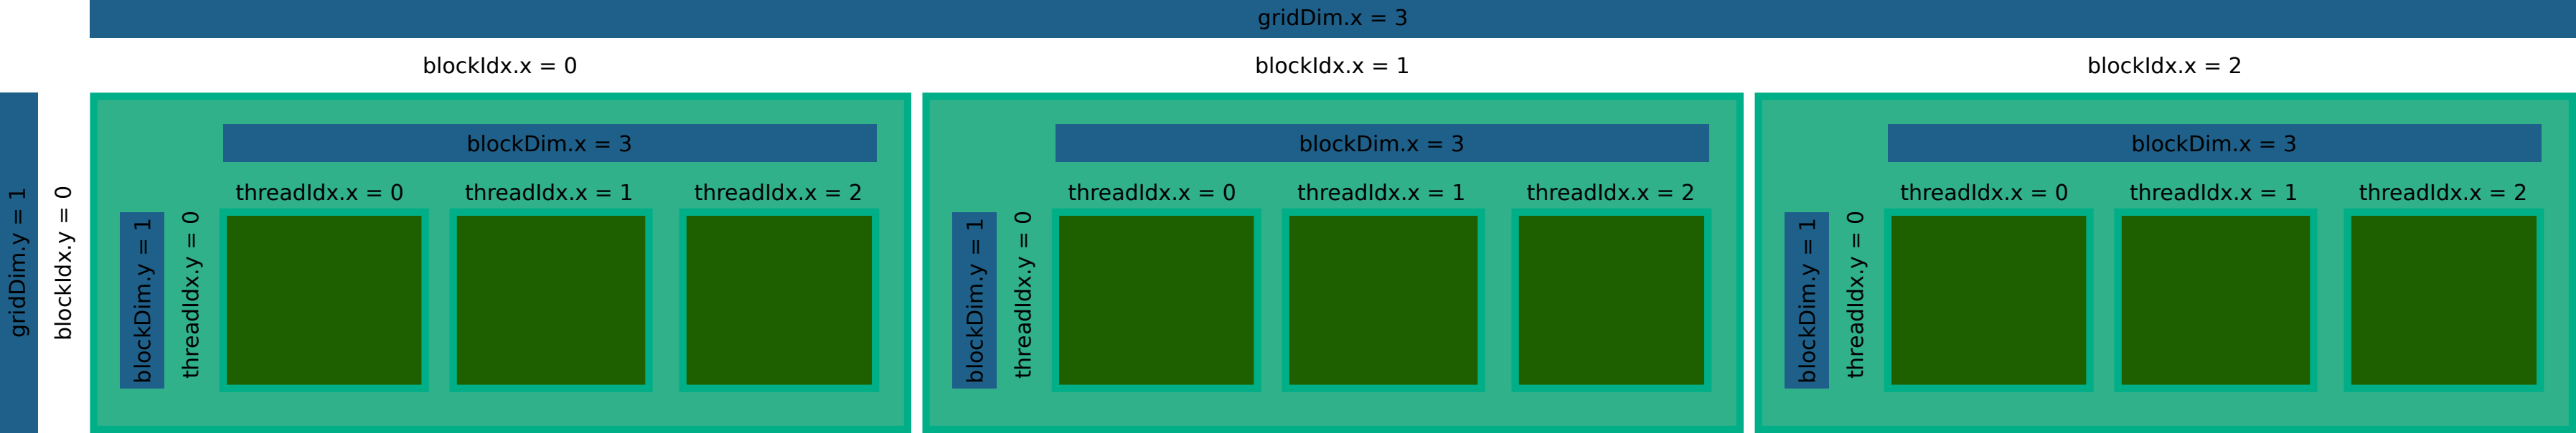 gridDim.x = 3
blockIdx.x = 0
blockIdx.x = 1
blockIdx.x = 2
gridDim.y = 1
blockIdx.y = 0
blockDim.x = 3
threadIdx.x = 0
threadIdx.x = 1
threadIdx.x = 2
blockDim.y = 1
threadIdx.y = 0
blockDim.x = 3
threadIdx.x = 0
threadIdx.x = 1
threadIdx.x = 2
blockDim.y = 1
threadIdx.y = 0
blockDim.x = 3
threadIdx.x = 0
threadIdx.x = 1
threadIdx.x = 2
blockDim.y = 1
threadIdx.y = 0